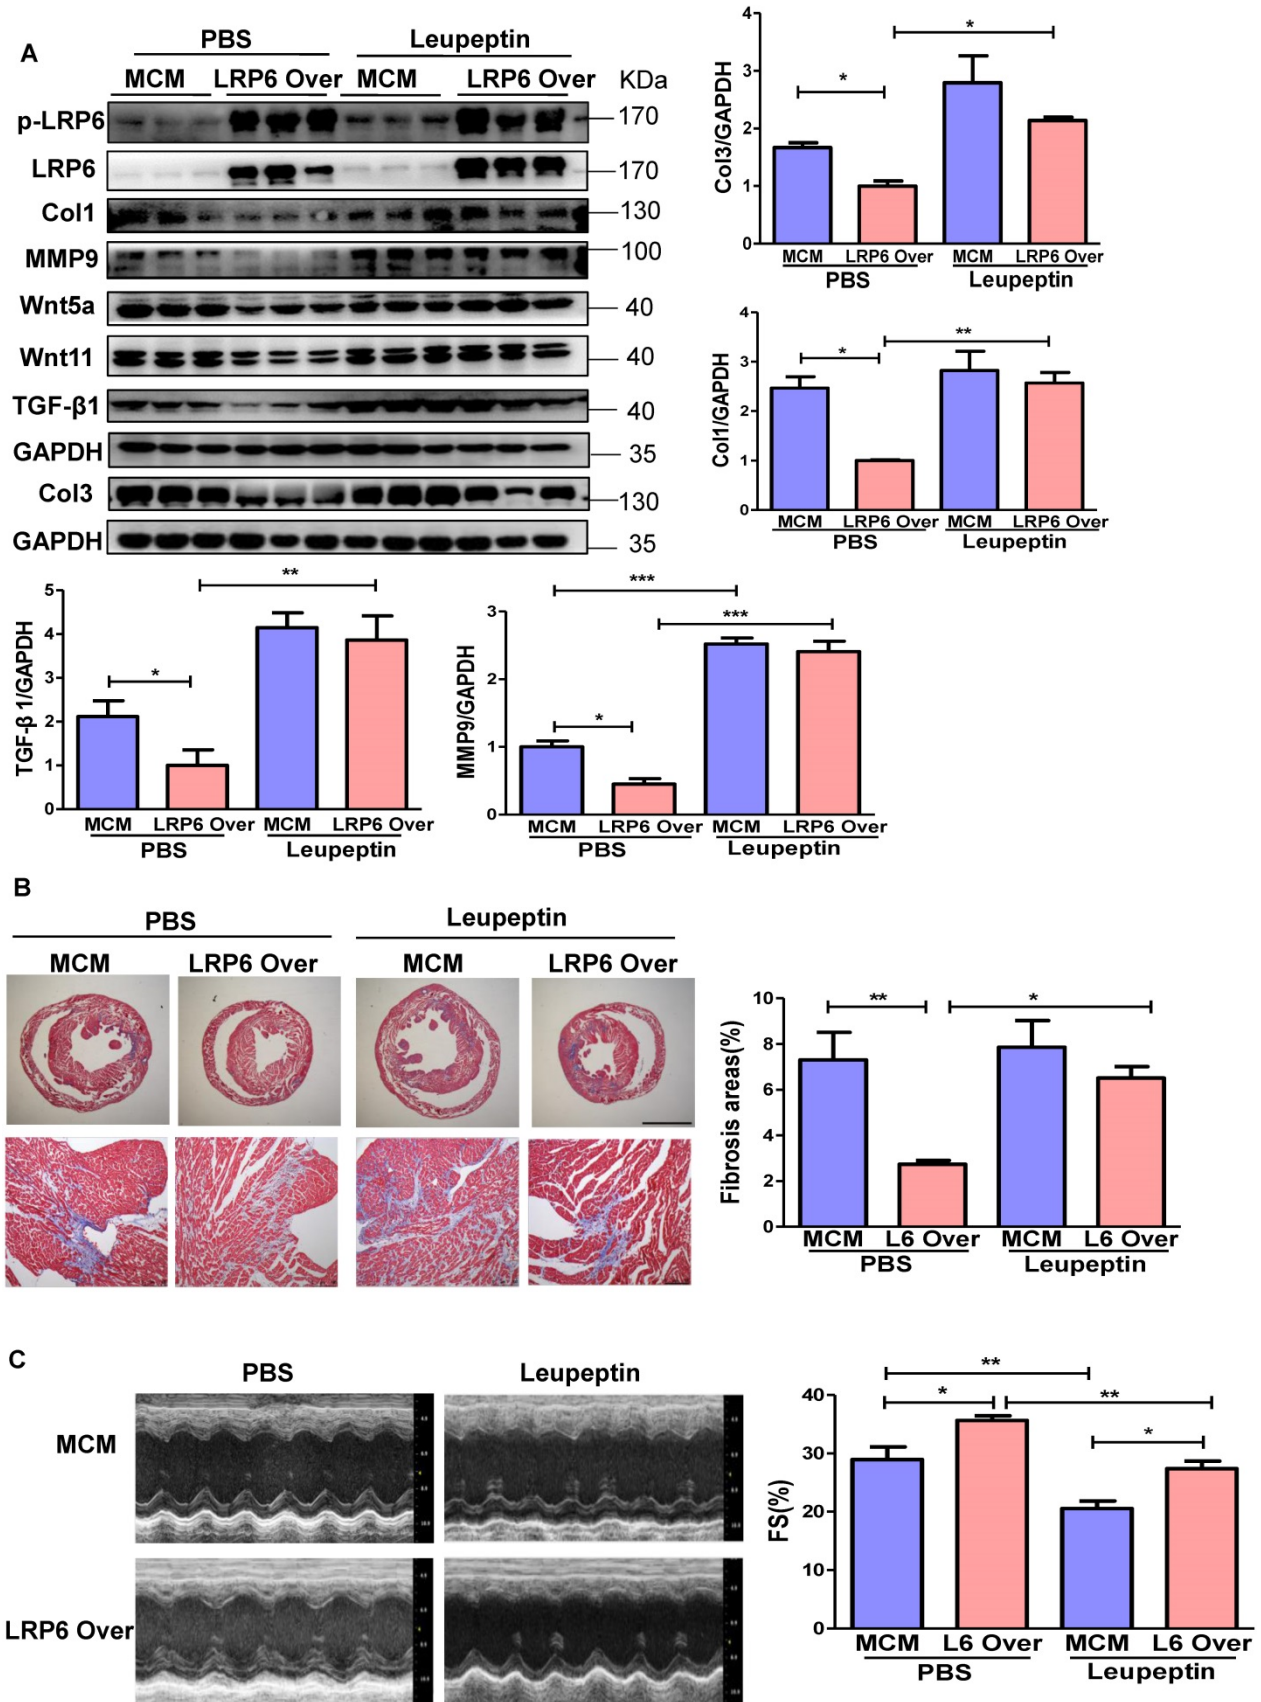 A
PBS
Leupeptin
MCM
LRP6 Over
MCM
LRP6 Over
KDa
p-LRP6
170
LRP6
170
Col1
130
MMP9
100
Wnt5a
40
Wnt11
40
TGF-β1
40
GAPDH
35
Col3
130
GAPDH
35
Col3/GAPDH
4
3
2
1
0
*
*
MCM
LRP6 Over
MCM
LRP6 Over
PBS
Leupeptin
Col1/GAPDH
4
3
2
1
0
*
**
MCM
LRP6 Over
MCM
LRP6 Over
PBS
Leupeptin
TGF-β 1/GAPDH
5
4
3
2
1
0
*
**
MCM
LRP6 Over
MCM
LRP6 Over
PBS
Leupeptin
MMP9/GAPDH
3
2
1
0
***
***
*
MCM
LRP6 Over
MCM
LRP6 Over
PBS
Leupeptin
B
PBS
Leupeptin
MCM
LRP6 Over
MCM
LRP6 Over
Fibrosis areas(%)
10
8
6
4
2
0
**
*
MCM
L6 Over
MCM
L6 Over
PBS
Leupeptin
C
PBS
Leupeptin
MCM
LRP6 Over
FS(%)
40
30
20
10
0
**
*
**
*
MCM
L6 Over
MCM
L6 Over
PBS
Leupeptin